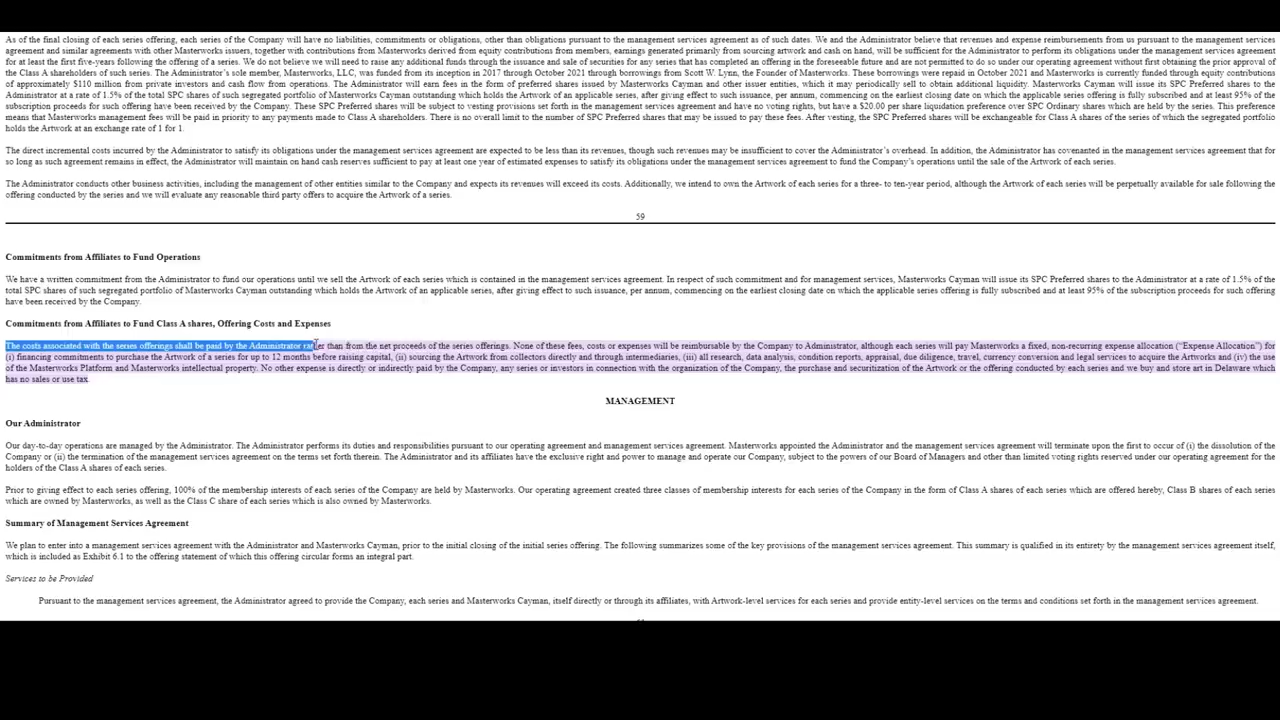 As of the final closing of each series offering, each series of the Company will have no liabilities, commitments or obligations, other than obligations pursuant to the management services agreement as of such dates. We and the Administrator believe that revenues and expense reimbursements from us pursuant to the management services
agreement and similar agreements with other Masterworks issuers, together with contributions from Masterworks derived from equity contributions from members, earnings generated primarily from sourcing artwork and cash on hand, will be sufficient for the Administrator to perform its obligations under the management services agreement
for at least the first five-years following the offering of a series. We do not believe we will need to raise any additional funds through the issuance and sale of securities for any series that has completed an offering in the foreseeable future and are not permitted to do so under our operating agreement without first obtaining the prior approval of
the Class A shareholders of such series. The Administrator's sole member, Masterworks, LLC, was funded from its inception in 2017 through October 2021 through borrowings from Scott W. Lynn, the Founder of Masterworks. These borrowings were repaid in October 2021 and Masterworks is currently funded through equity contributions
of approximately $110 million from private investors and cash flow from operations. The Administrator will earn fees in the form of preferred shares issued by Masterworks Cayman and other issuer entities, which it may periodically sell to obtain additional liquidity. Masterworks Cayman will issue its SPC Preferred shares to the
Administrator at a rate of 1.5% of the total SPC shares of such segregated portfolio of Masterworks Cayman outstanding which holds the Artwork of an applicable series, after giving effect to such issuance, per annum, commencing on the earliest closing date on which the applicable series offering is fully subscribed and at least 95% of the
subscription proceeds for such offering have been received by the Company. These SPC Preferred shares will be subject to vesting provisions set forth in the management services agreement and have no voting rights, but have a $20.00 per share liquidation preference over SPC Ordinary shares which are held by the series. This preference
means that Masterworks management fees will be paid in priority to any payments made to Class A shareholders. There is no overall limit to the number of SPC Preferred shares that may be issued to pay these fees. After vesting, the SPC Preferred shares will be exchangeable for Class A shares of the series of which the segregated portfolio
holds the Artwork at an exchange rate of 1 for 1.
The direct incremental costs incurred by the Administrator to satisfy its obligations under the management services agreement are expected to be less than its revenues, though such revenues may be insufficient to cover the Administrator's overhead. In addition, the Administrator has covenanted in the management services agreement that for
so long as such agreement remains in effect, the Administrator will maintain on hand cash reserves sufficient to pay at least one year of estimated expenses to satisfy its obligations under the management services agreement to fund the Company's operations until the sale of the Artwork of each series.
The Administrator conducts other business activities, including the management of other entities similar to the Company and expects its revenues will exceed its costs. Additionally, we intend to own the Artwork of each series for a three- to ten-year period, although the Artwork of each series will be perpetually available for sale following the
offering conducted by the series and we will evaluate any reasonable third party offers to acquire the Artwork of a series.
59
Commitments from Affiliates to Fund Operations
We have a written commitment from the Administrator to fund our operations until we sell the Artwork of each series which is contained in the management services agreement. In respect of such commitment and for management services, Masterworks Cayman will issue its SPC Preferred shares to the Administrator at a rate of 1.5% of the
total SPC shares of such segregated portfolio of Masterworks Cayman outstanding which holds the Artwork of an applicable series, after giving effect to such issuance, per annum, commencing on the earliest closing date on which the applicable series offering is fully subscribed and at least 95% of the subscription proceeds for such offering
have been received by the Company.
Commitments from Affiliates to Fund Class A shares, Offering Costs and Expenses
The costs associated with the series offerings shall be paid by the Administrator rather than from the net proceeds of the series offerings. None of these fees, costs or expenses will be reimbursable by the Company to Administrator, although each series will pay Masterworks a fixed, non-recurring expense allocation ("Expense Allocation") for
(i) financing commitments to purchase the Artwork of a series for up to 12 months before raising capital, (ii) sourcing the Artwork from collectors directly and through intermediaries, (iii) all research, data analysis, condition reports, appraisal, due diligence, travel, currency conversion and legal services to acquire the Artworks and (iv) the use
of the Masterworks Platform and Masterworks intellectual property. No other expense is directly or indirectly paid by the Company, any series or investors in connection with the organization of the Company, the purchase and securitization of the Artwork or the offering conducted by each series and we buy and store art in Delaware which
has no sales or use tax.
MANAGEMENT
Our Administrator
Our day-to-day operations are managed by the Administrator. The Administrator performs its duties and responsibilities pursuant to our operating agreement and management services agreement. Masterworks appointed the Administrator and the management services agreement will terminate upon the first to occur of (i) the dissolution of the
Company or (ii) the termination of the management services agreement on the terms set forth therein. The Administrator and its affiliates have the exclusive right and power to manage and operate our Company, subject to the powers of our Board of Managers and other than limited voting rights reserved under our operating agreement for the
holders of the Class A shares of each series.
Prior to giving effect to each series offering, 100% of the membership interests of each series of the Company are held by Masterworks. Our operating agreement created three classes of membership interests for each series of the Company in the form of Class A shares of each series which are offered hereby, Class B shares of each series
which are owned by Masterworks, as well as the Class C share of each series which is also owned by Masterworks.
Summary of Management Services Agreement
We plan to enter into a management services agreement with the Administrator and Masterworks Cayman, prior to the initial closing of the initial series offering. The following summarizes some of the key provisions of the management services agreement. This summary is qualified in its entirety by the management services agreement itself,
which is included as Exhibit 6.1 to the offering statement of which this offering circular forms an integral part.
Services to be Provided
Pursuant to the management services agreement, the Administrator agreed to provide the Company, each series and Masterworks Cayman, itself directly or through its affiliates, with Artwork-level services for each series and provide entity-level services on the terms and conditions set forth in the management services agreement.